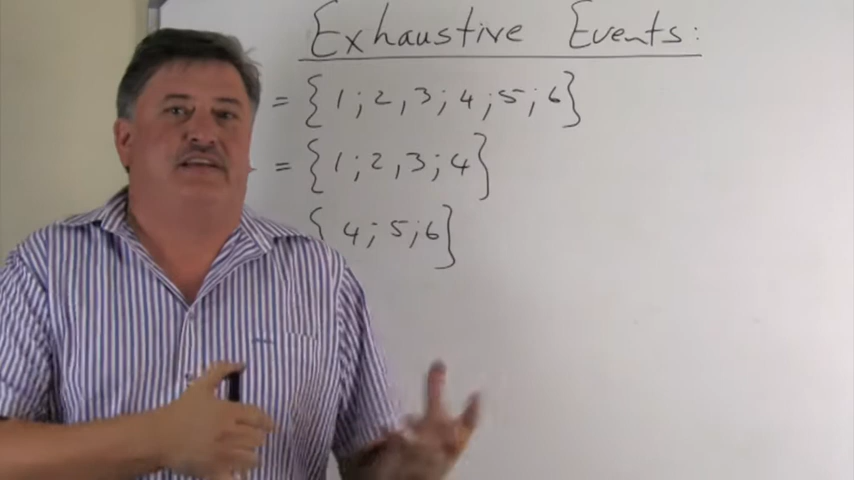 Exhaustive Events:
= { 1 ; 2 , 3 ; 4 ; 5 ; 6 }
= { 1 ; 2 , 3 ; 4 }
{ 4 ; 5 ; 6 }